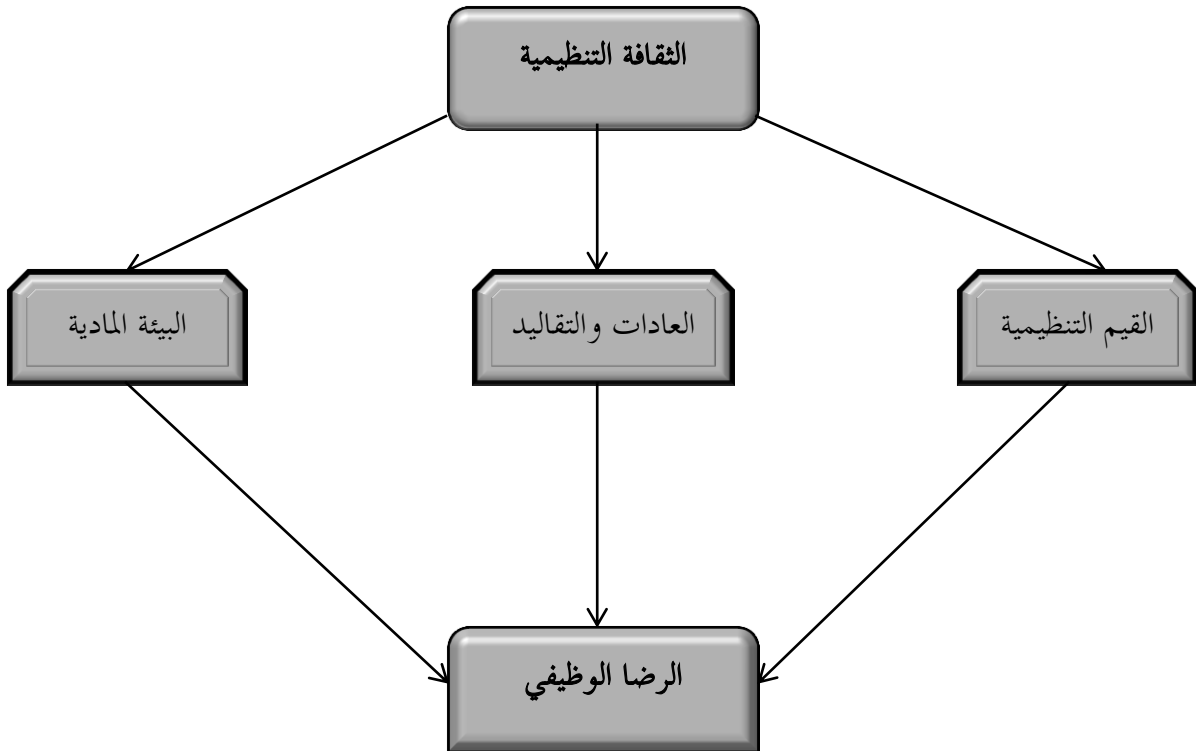 الثقافة التنظيمية
القيم التنظيمية
العادات والتقاليد
البيئة المادية
الرضا الوظيفي